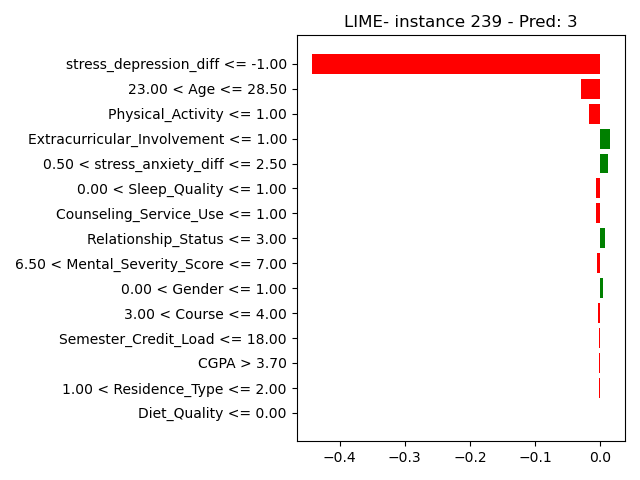 LIME- instance 239 - Pred: 3
stress_depression_diff <= -1.00
23.00 < Age <= 28.50
Physical_Activity <= 1.00
Extracurricular_Involvement <= 1.00
0.50 < stress_anxiety_diff <= 2.50
0.00 < Sleep_Quality <= 1.00
Counseling_Service_Use <= 1.00
Relationship_Status <= 3.00
6.50 < Mental_Severity_Score <= 7.00
0.00 < Gender <= 1.00
3.00 < Course <= 4.00
Semester_Credit_Load <= 18.00
CGPA > 3.70
1.00 < Residence_Type <= 2.00
Diet_Quality <= 0.00
−0.4 −0.3 −0.2 −0.1 0.0